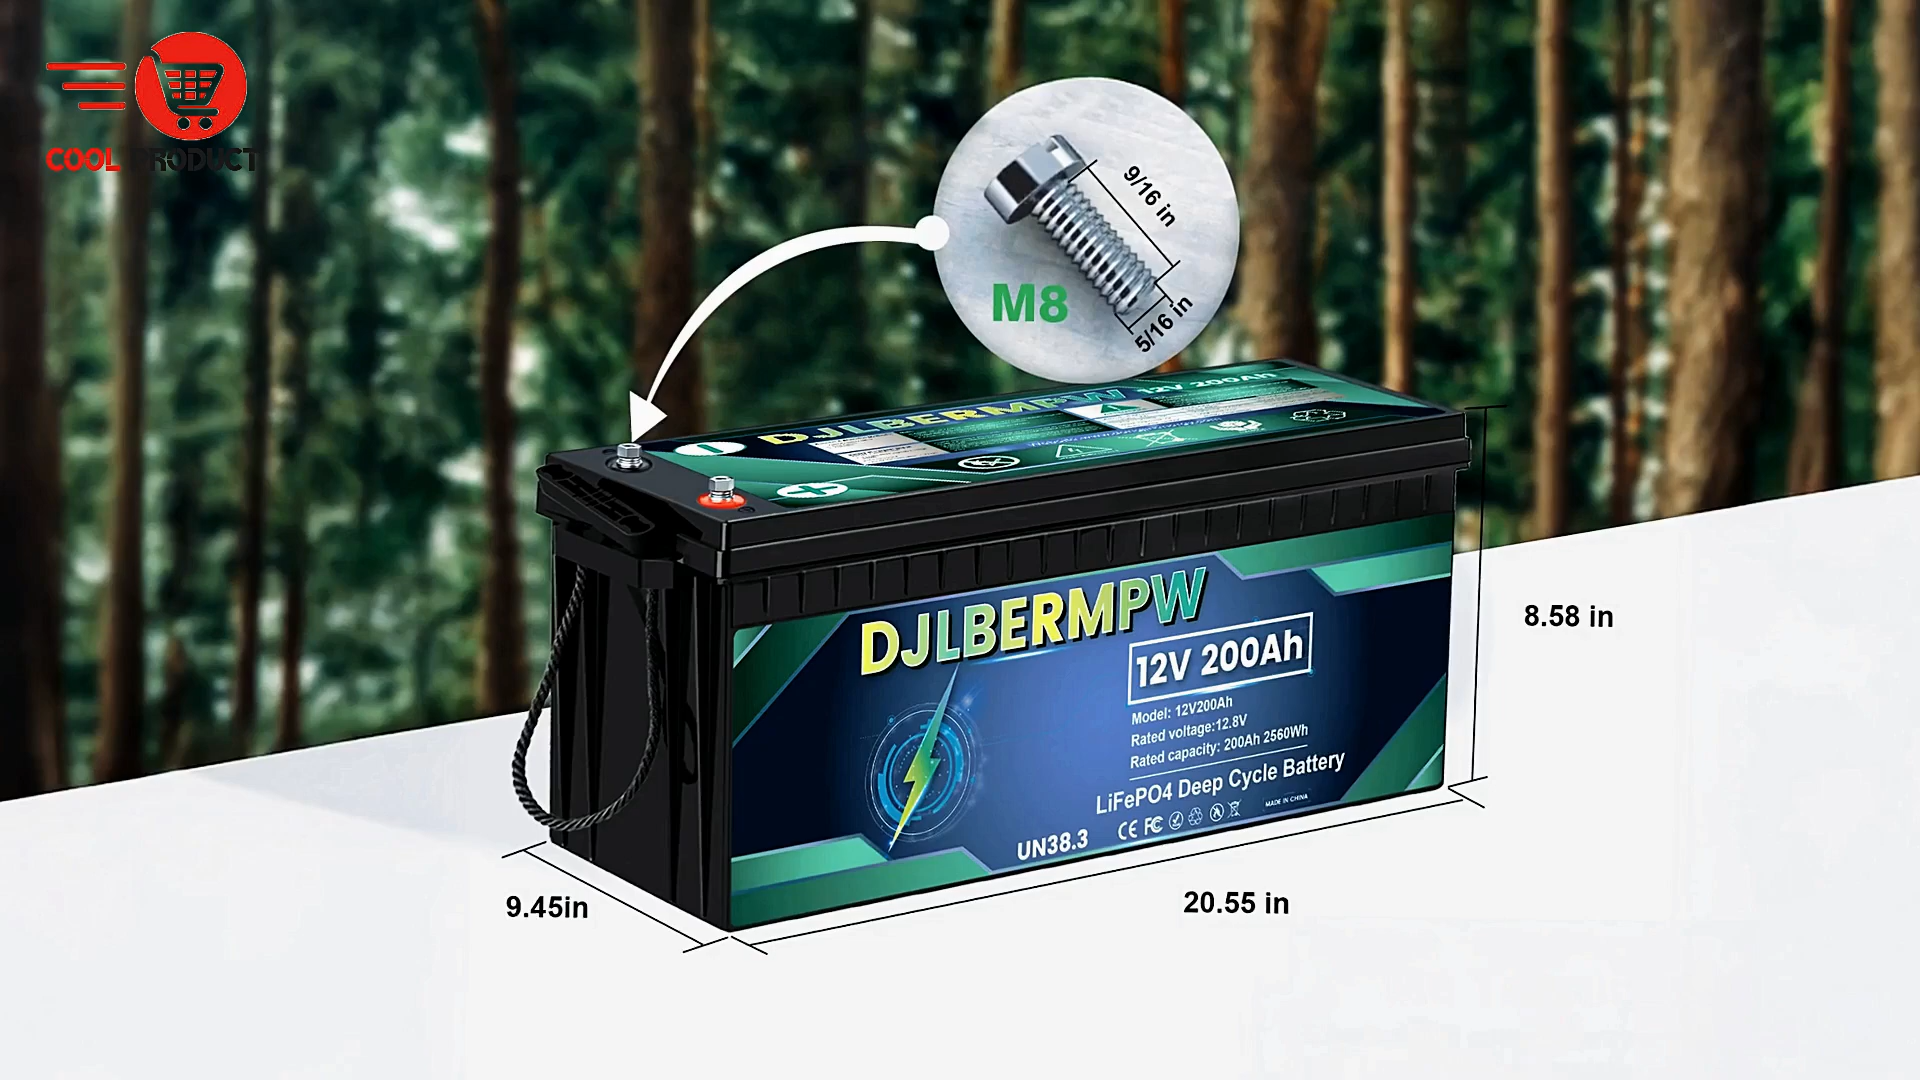 COOL PRODUCT
9/16 in
M8
5/16 in
DJLBERMPW
12V 200Ah
DJLBERMPW
12V 200Ah
Model: 12V200Ah
Rated voltage:12.8V
Rated capacity: 200Ah 2560Wh
LiFePO4 Deep Cycle Battery
MADE IN CHINA
CE FC
UN38.3
8.58 in
9.45in
20.55 in